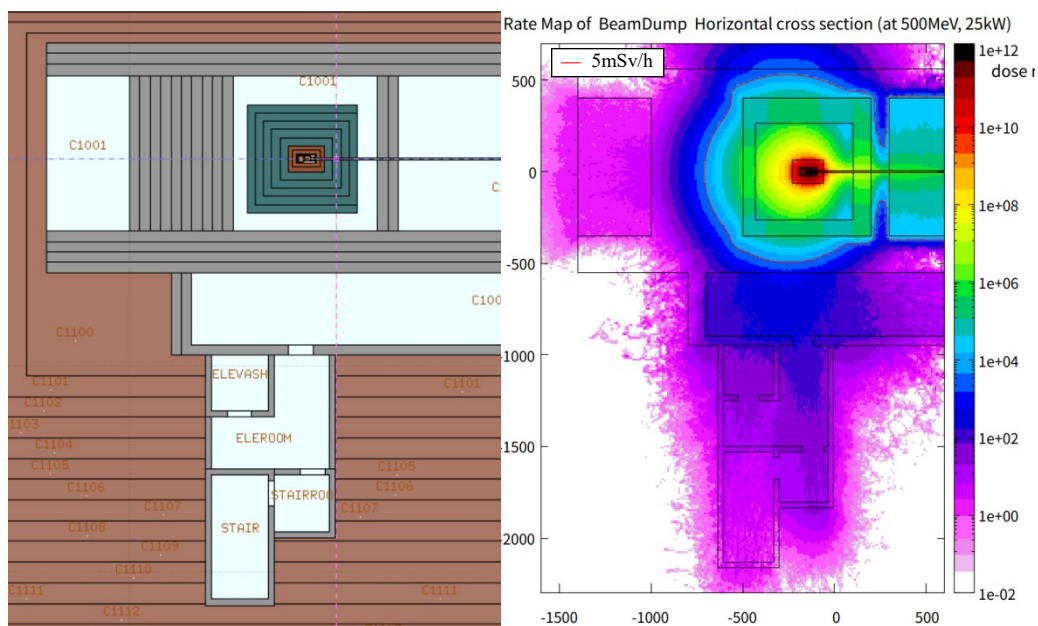 C1001
C1001
C100
C1100
C1101
C1101
C1102
1103
ELEVASH
C1104
ELEROOM
C1105
C1105
C1106
C1106
STAIRROO
C1107
C1107
STAIR
C1108
C1109
C1110
C1111
C1111
C1112
Rate Map of BeamDump Horizontal cross section (at 500MeV, 25kW)
5mSv/h
500
0
-500
-1000
-1500
2000
-1500
-1000
-500
0
500
1e+12
dose r
1e+10
1e+08
1e+06
1e+04
1e+02
1e+00
1e-02